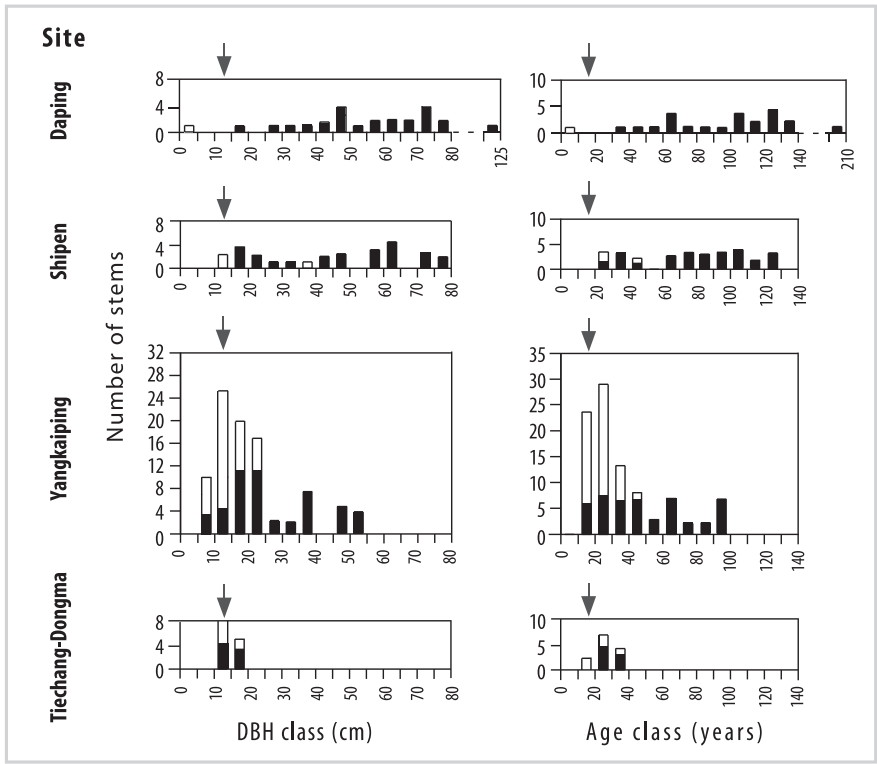 Site
Daping
8
4
0
0 10 20 30 40 50 60 70 80 125
10
5
0
0 20 40 60 80 100 120 140 210
Shipen
8
4
0
0 10 20 30 40 50 60 70 80
10
5
0
0 20 40 60 80 100 120 140
Number of stems
Yangkaiping
32
28
24
20
16
12
8
4
0
0 10 20 30 40 50 60 70 80
35
30
25
20
15
10
5
0
0 20 40 60 80 100 120 140
Tiechang-Dongma
8
4
0
0 10 20 30 40 50 60 70 80
10
5
0
0 20 40 60 80 100 120 140
DBH class (cm)
Age class (years)